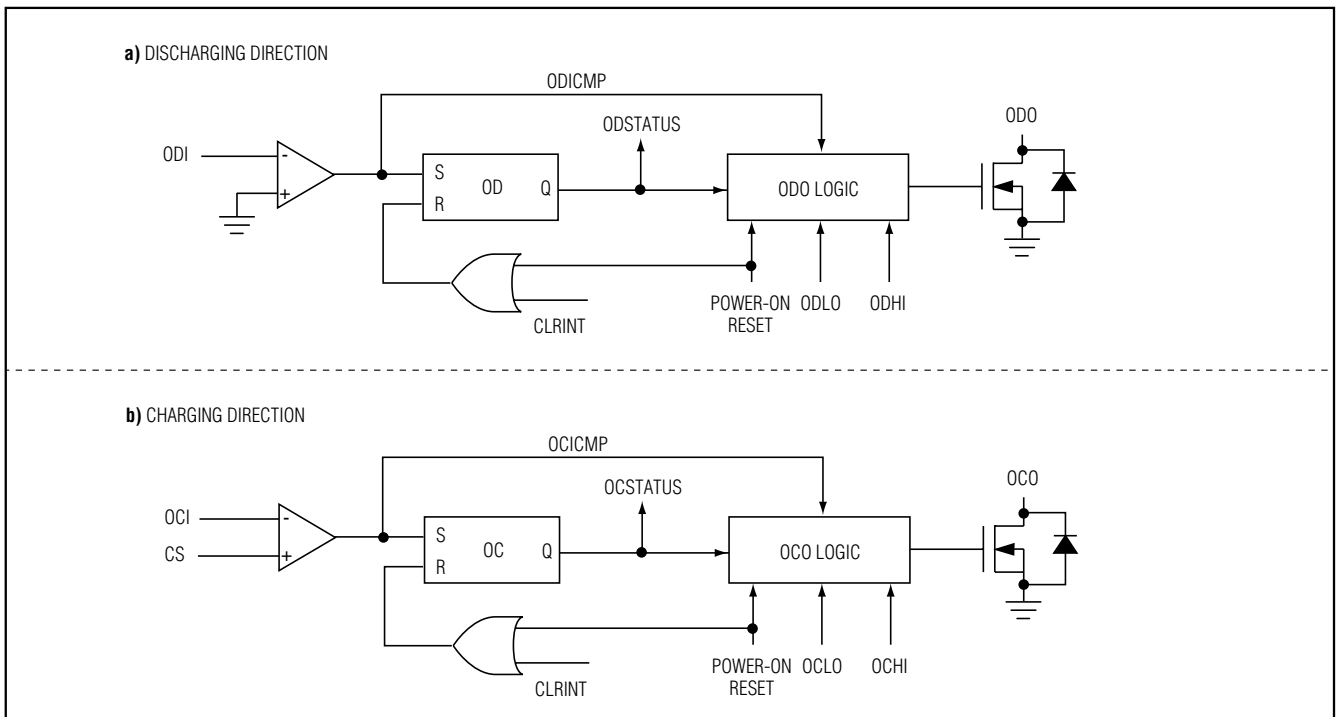 a) DISCHARGING DIRECTION
ODICMP
ODSTATUS
ODO
ODI
-
+
S
R
OD
Q
ODO LOGIC
POWER-ON
RESET
ODLO
ODHI
CLRINT
b) CHARGING DIRECTION
OCICMP
OCSTATUS
OCO
OCI
-
CS
+
S
R
OC
Q
OCO LOGIC
POWER-ON
RESET
OCLO
OCHI
CLRINT